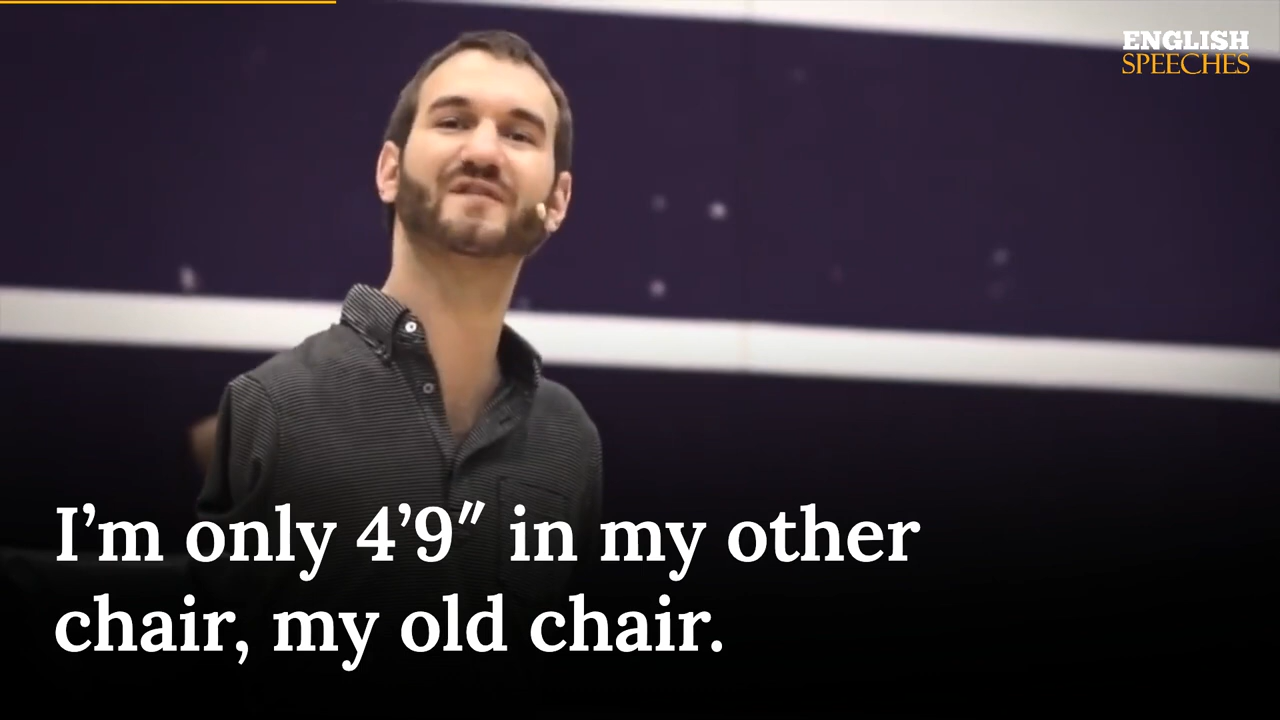 ENGLISH
SPEECHES
I’m only 4’9″ in my other
chair, my old chair.